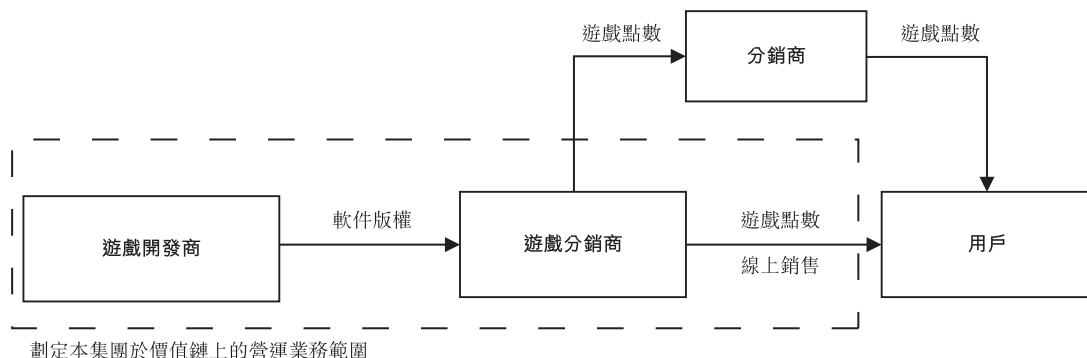 遊戲點數
分銷商
遊戲點數
遊戲開發商
軟件版權
遊戲分銷商
遊戲點數
線上銷售
用戶
劃定本集團於價值鏈上的營運業務範圍